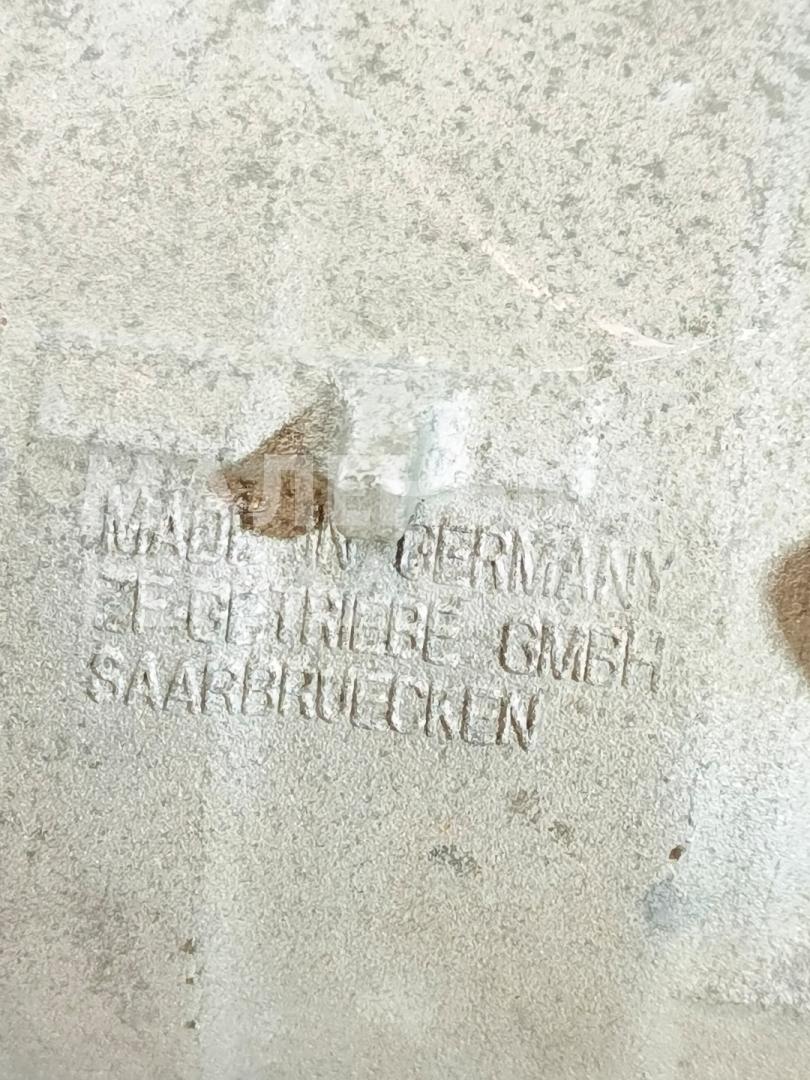 MADE IN GERMANY
ZF-GETRIEBE GMBH
SAARBRUECKEN